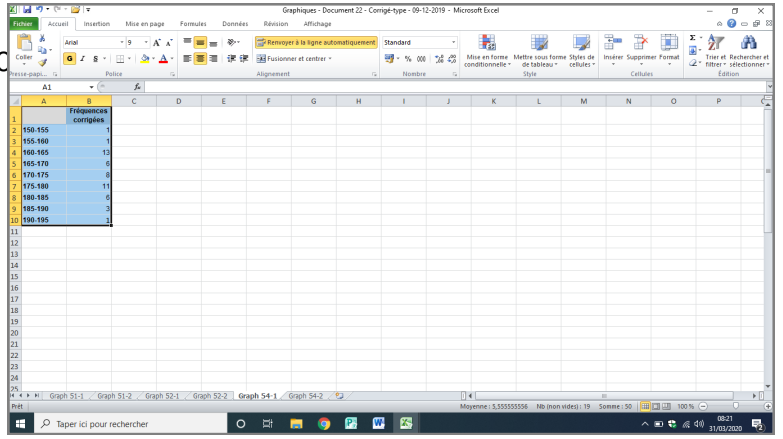 Graphiques - Document 22 - Corrigé-type - 09-12-2019 - Microsoft Excel
Fichier Accueil Insertion Mise en page Formules Données Révision Affichage
Coller
Arial 9
G I S
Renvoyer à la ligne automatiquement
Fusionner et centrer
Standard
% 000
Mise en forme conditionnelle
Mettre sous forme de tableau
Styles de cellules
Insérer Supprimer Format
Trier et filtrer
Rechercher et sélectionner
Presse-papi... Police Alignement Nombre Style Cellules Édition
A1 fx
A B C D E F G H I J K L M N O P
1 Fréquences corrigées
2 150-155 1
3 155-160 1
4 160-165 13
5 165-170 6
6 170-175 8
7 175-180 11
8 180-185 6
9 185-190 3
10 190-195 1
11
12
13
14
15
16
17
18
19
20
21
22
23
24
25
Graph 51-1 Graph 51-2 Graph 52-1 Graph 52-2 Graph 54-1 Graph 54-2
Prêt Moyenne : 5,555555556 Nb (non vides) : 19 Somme : 50 100 %
Taper ici pour rechercher
08:21
31/03/2020